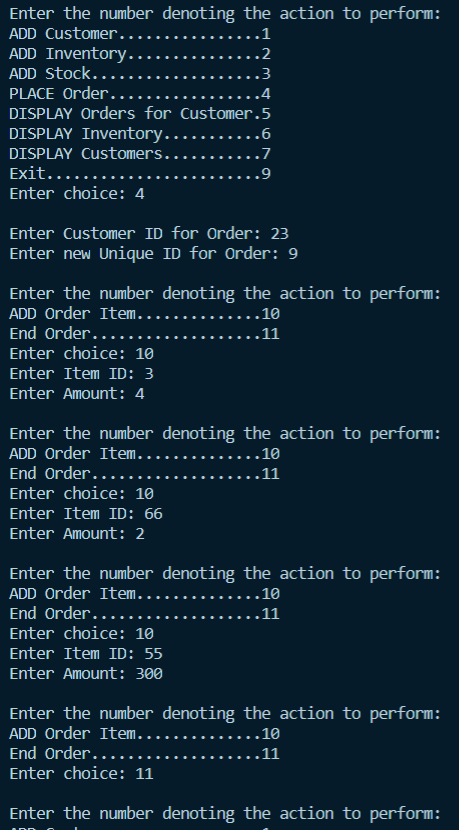 Enter the number denoting the action to perform:
ADD Customer................1
ADD Inventory...............2
ADD Stock...................3
PLACE Order.................4
DISPLAY Orders for Customer.5
DISPLAY Inventory...........6
DISPLAY Customers...........7
Exit........................9
Enter choice: 4

Enter Customer ID for Order: 23
Enter new Unique ID for Order: 9

Enter the number denoting the action to perform:
ADD Order Item..............10
End Order...................11
Enter choice: 10
Enter Item ID: 3
Enter Amount: 4

Enter the number denoting the action to perform:
ADD Order Item..............10
End Order...................11
Enter choice: 10
Enter Item ID: 66
Enter Amount: 2

Enter the number denoting the action to perform:
ADD Order Item..............10
End Order...................11
Enter choice: 10
Enter Item ID: 55
Enter Amount: 300

Enter the number denoting the action to perform:
ADD Order Item..............10
End Order...................11
Enter choice: 11

Enter the number denoting the action to perform: